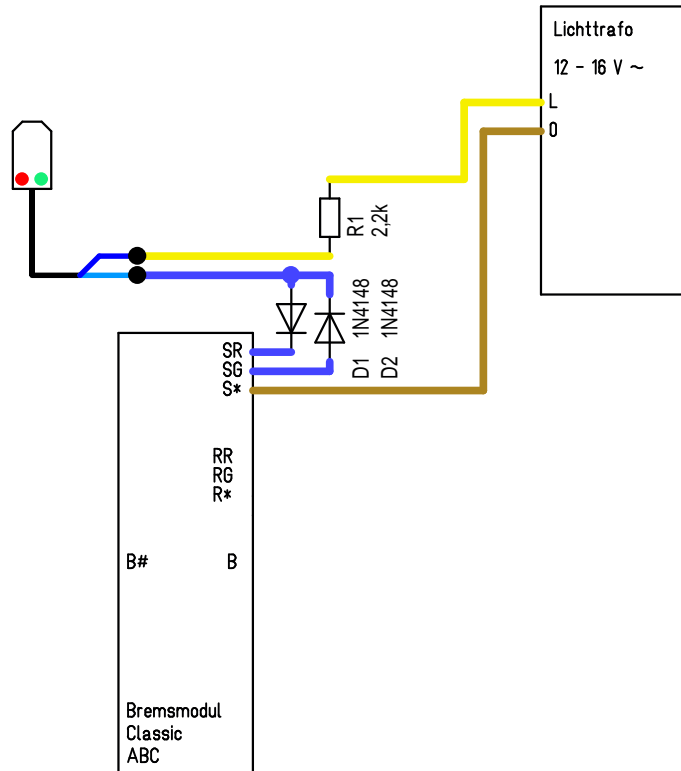 Lichttrafo
12 - 16 V ~
L
0
R1
2,2k
1N4148
1N4148
D1
D2
SR
SG
S*
RR
RG
R*
B# B
Bremsmodul
Classic
ABC